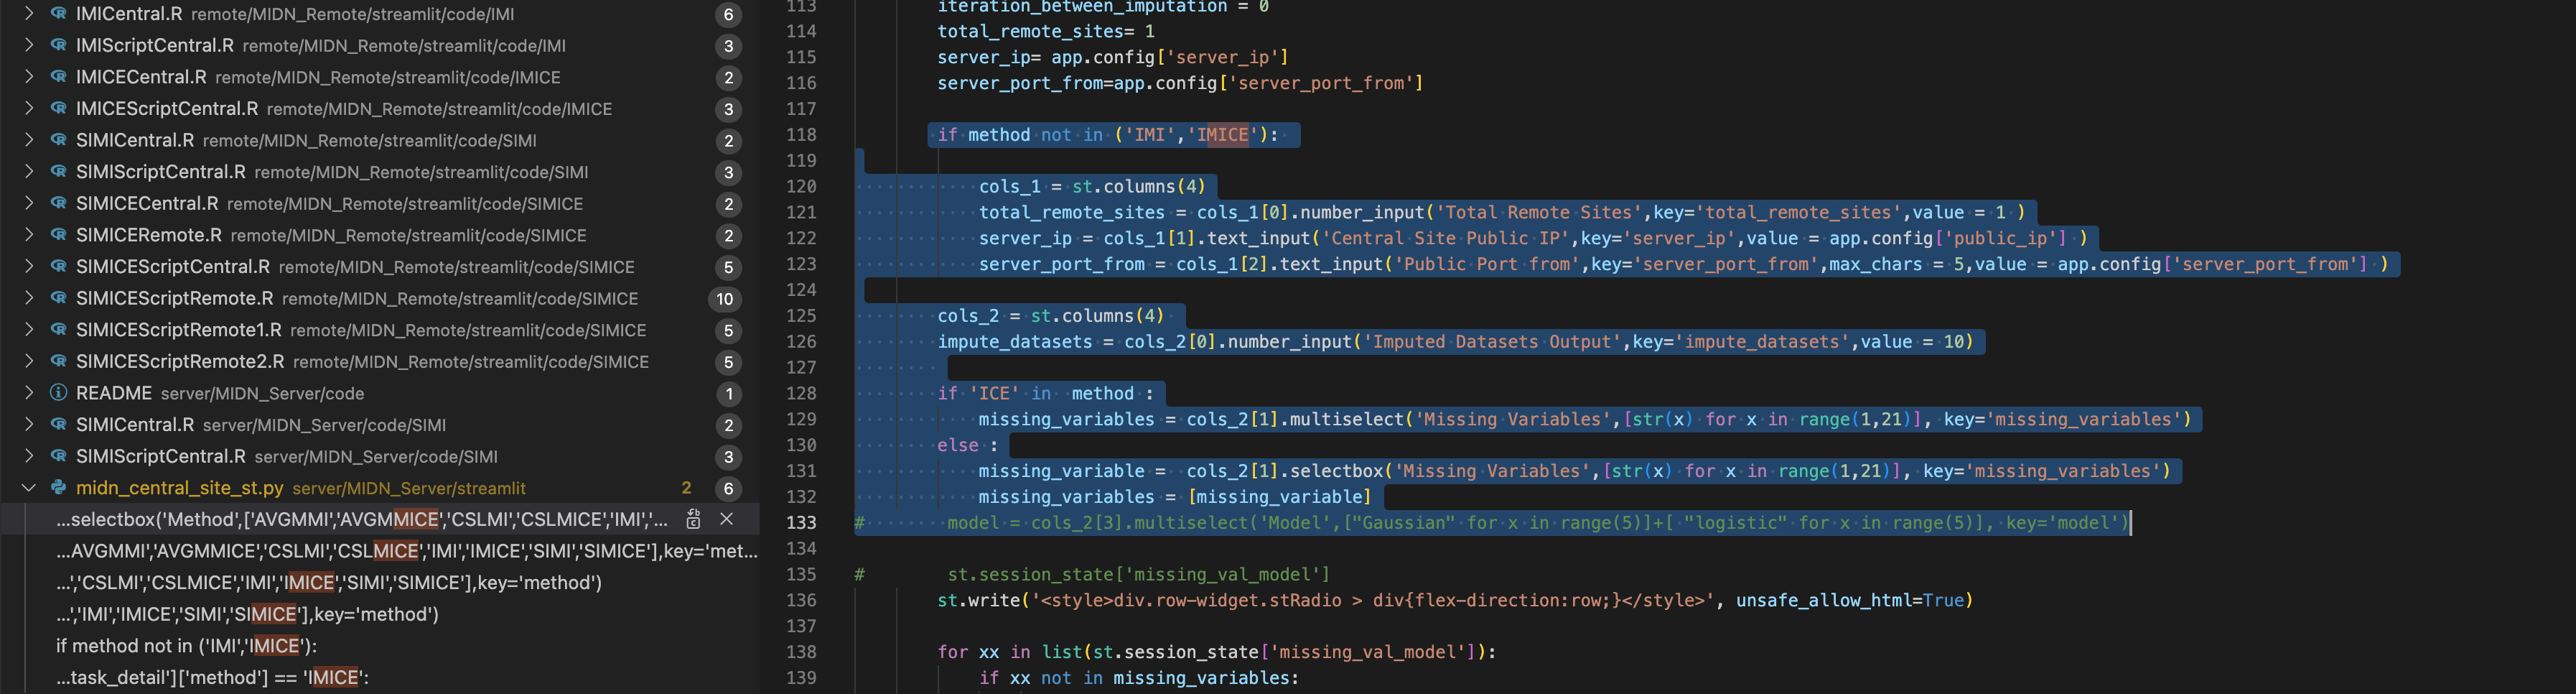 IMICentral.R remote/MIDN_Remote/streamlit/code/IMI 6
IMIScriptCentral.R remote/MIDN_Remote/streamlit/code/IMI 3
IMICECentral.R remote/MIDN_Remote/streamlit/code/IMICE 2
IMICEScriptCentral.R remote/MIDN_Remote/streamlit/code/IMICE 3
SIMICentral.R remote/MIDN_Remote/streamlit/code/SIMI 2
SIMIScriptCentral.R remote/MIDN_Remote/streamlit/code/SIMI 3
SIMICECentral.R remote/MIDN_Remote/streamlit/code/SIMICE 2
SIMICERemote.R remote/MIDN_Remote/streamlit/code/SIMICE 2
SIMICEScriptCentral.R remote/MIDN_Remote/streamlit/code/SIMICE 5
SIMICEScriptRemote.R remote/MIDN_Remote/streamlit/code/SIMICE 10
SIMICEScriptRemote1.R remote/MIDN_Remote/streamlit/code/SIMICE 5
SIMICEScriptRemote2.R remote/MIDN_Remote/streamlit/code/SIMICE 5
README server/MIDN_Server/code 1
SIMICentral.R server/MIDN_Server/code/SIMI 2
SIMIScriptCentral.R server/MIDN_Server/code/SIMI 3
midn_central_site_st.py server/MIDN_Server/streamlit 2 6
...selectbox('Method',['AVGMMI','AVGMMICE','CSLMI','CSLMICE','IMI','...
...AVGMMI','AVGMMICE','CSLMI','CSLMICE','IMI','IMICE','SIMI','SIMICE'],key='met...
...','CSLMI','CSLMICE','IMI','IMICE','SIMI','SIMICE'],key='method')
...','IMI','IMICE','SIMI','SIMICE'],key='method')
if method not in ('IMI','IMICE'):
...task_detail']['method'] == 'IMICE':
113 iteration_between_imputation = 0
114 total_remote_sites= 1
115 server_ip= app.config['server_ip']
116 server_port_from=app.config['server_port_from']
117
118 if method not in ('IMI','IMICE'):
119
120 cols_1 = st.columns(4)
121 total_remote_sites = cols_1[0].number_input('Total Remote Sites',key='total_remote_sites',value = 1 )
122 server_ip = cols_1[1].text_input('Central Site Public IP',key='server_ip',value = app.config['public_ip'] )
123 server_port_from = cols_1[2].text_input('Public Port from',key='server_port_from',max_chars = 5,value = app.config['server_port_from'] )
124
125 cols_2 = st.columns(4)
126 impute_datasets = cols_2[0].number_input('Imputed Datasets Output',key='impute_datasets',value = 10)
127
128 if 'ICE' in  method :
129 missing_variables = cols_2[1].multiselect('Missing Variables',[str(x) for x in range(1,21)], key='missing_variables')
130 else :
131 missing_variable =  cols_2[1].selectbox('Missing Variables',[str(x) for x in range(1,21)], key='missing_variables')
132 missing_variables = [missing_variable]
133 # model = cols_2[3].multiselect('Model',["Gaussian" for x in range(5)]+[ "logistic" for x in range(5)], key='model')
134
135 # st.session_state['missing_val_model']
136 st.write('<style>div.row-widget.stRadio > div{flex-direction:row;}</style>', unsafe_allow_html=True)
137
138 for xx in list(st.session_state['missing_val_model']):
139 if xx not in missing_variables: